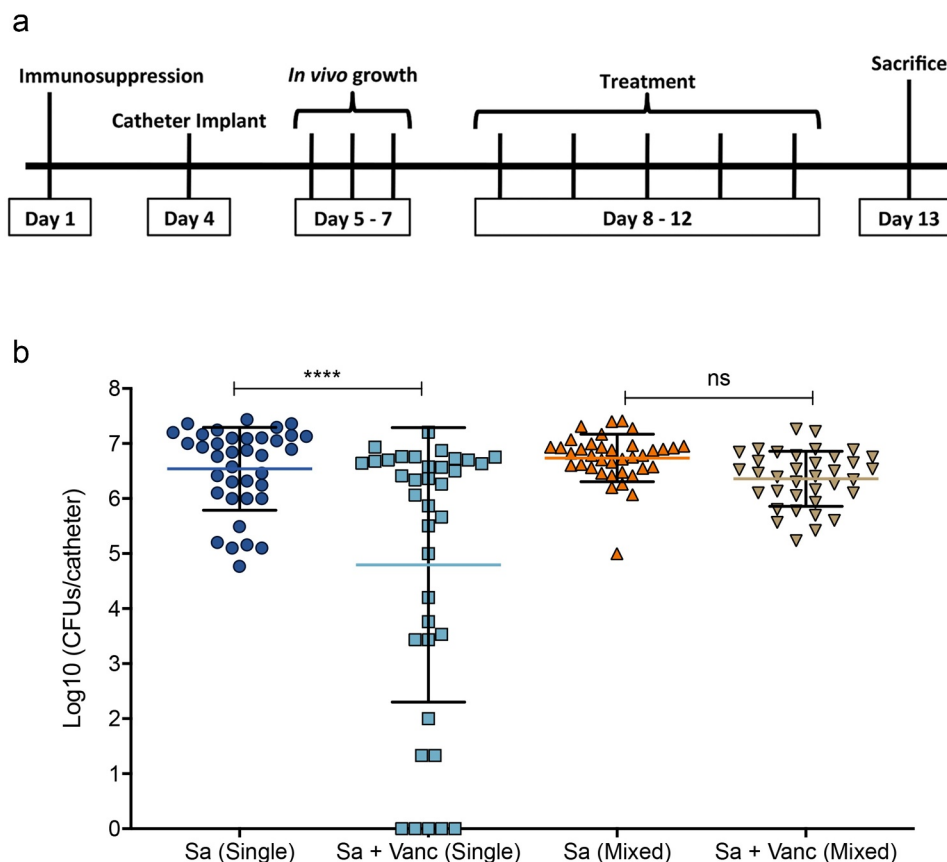 a
Immunosuppression
In vivo growth
Treatment
Sacrifice
Catheter Implant
Day 1
Day 4
Day 5 - 7
Day 8 - 12
Day 13
b
****
ns
Log10 (CFUs/catheter)
8
7
6
5
4
3
2
1
0
Sa (Single)
Sa + Vanc (Single)
Sa (Mixed)
Sa + Vanc (Mixed)